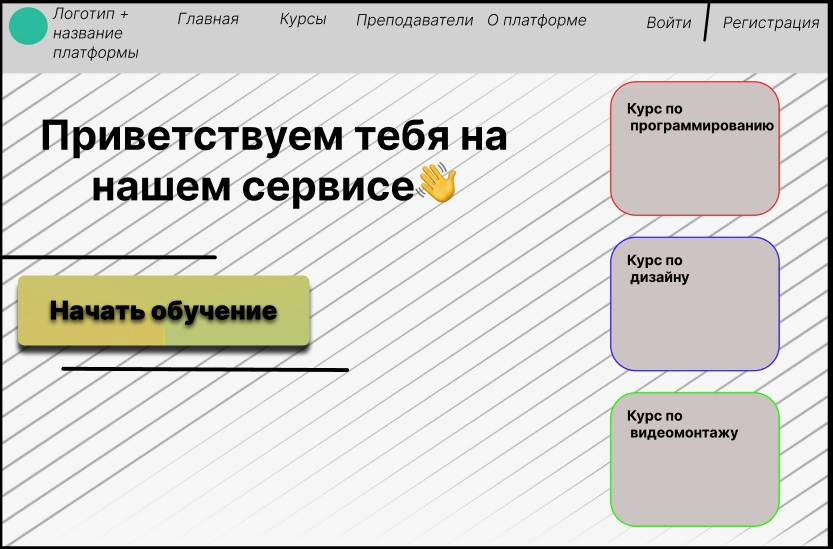 Логотип +
название
платформы
Главная
Курсы
Преподаватели
О платформе
Войти
Регистрация
Приветствуем тебя на
нашем сервисе👋
Начать обучение
Курс по
программированию
Курс по
дизайну
Курс по
видеомонтажу